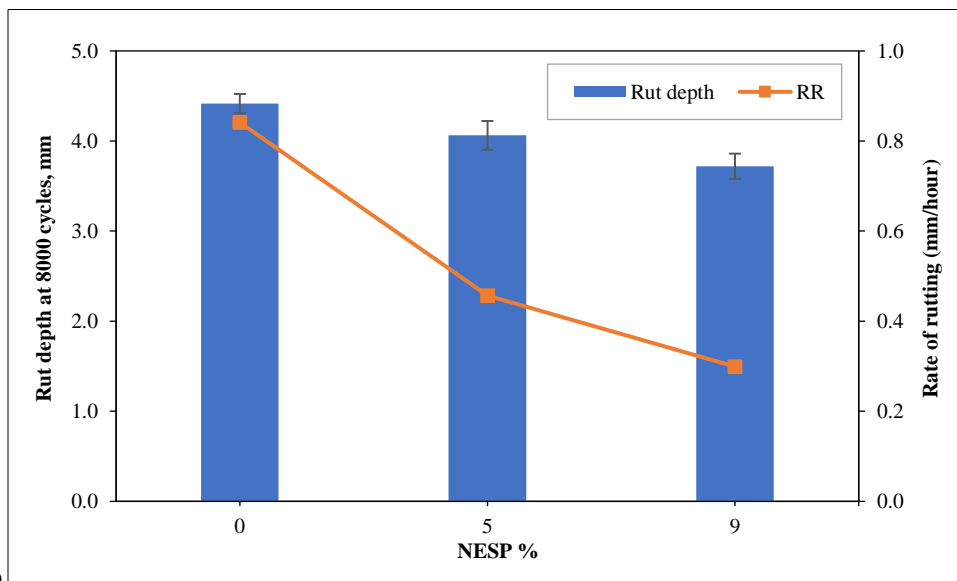 5.0
4.0
3.0
2.0
1.0
0.0
Rut depth at 8000 cycles, mm
Rut depth
RR
1.0
0.8
0.6
0.4
0.2
0.0
Rate of rutting (mm/hour)
0 5 9
NESP %
)